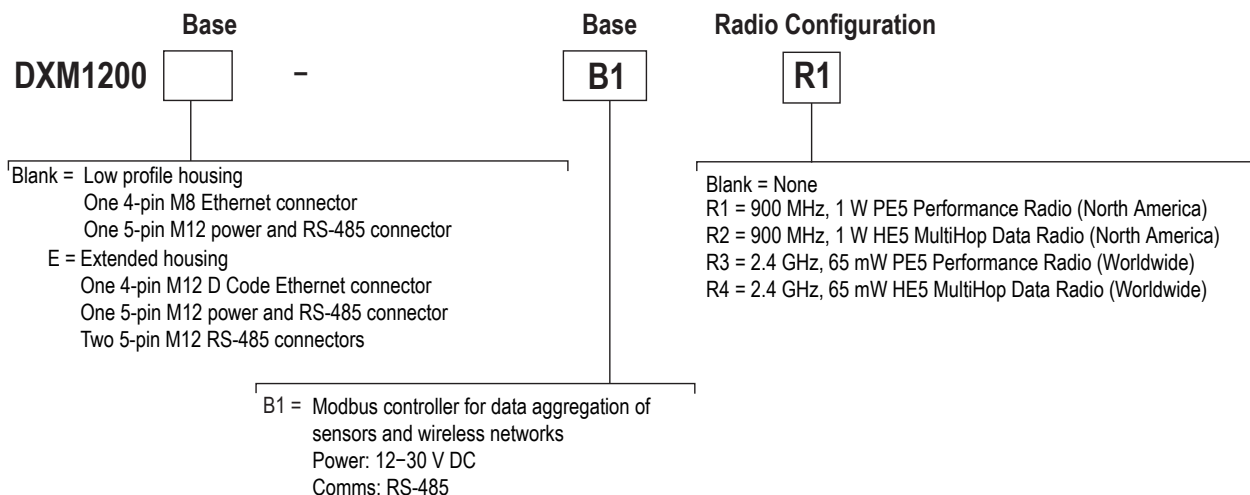 Base Base Radio Configuration
DXM1200 – B1 R1
Blank = Low profile housing
One 4-pin M8 Ethernet connector
One 5-pin M12 power and RS-485 connector
E = Extended housing
One 4-pin M12 D Code Ethernet connector
One 5-pin M12 power and RS-485 connector
Two 5-pin M12 RS-485 connectors
Blank = None
R1 = 900 MHz, 1 W PE5 Performance Radio (North America)
R2 = 900 MHz, 1 W HE5 MultiHop Data Radio (North America)
R3 = 2.4 GHz, 65 mW PE5 Performance Radio (Worldwide)
R4 = 2.4 GHz, 65 mW HE5 MultiHop Data Radio (Worldwide)
B1 = Modbus controller for data aggregation of
sensors and wireless networks
Power: 12−30 V DC
Comms: RS-485